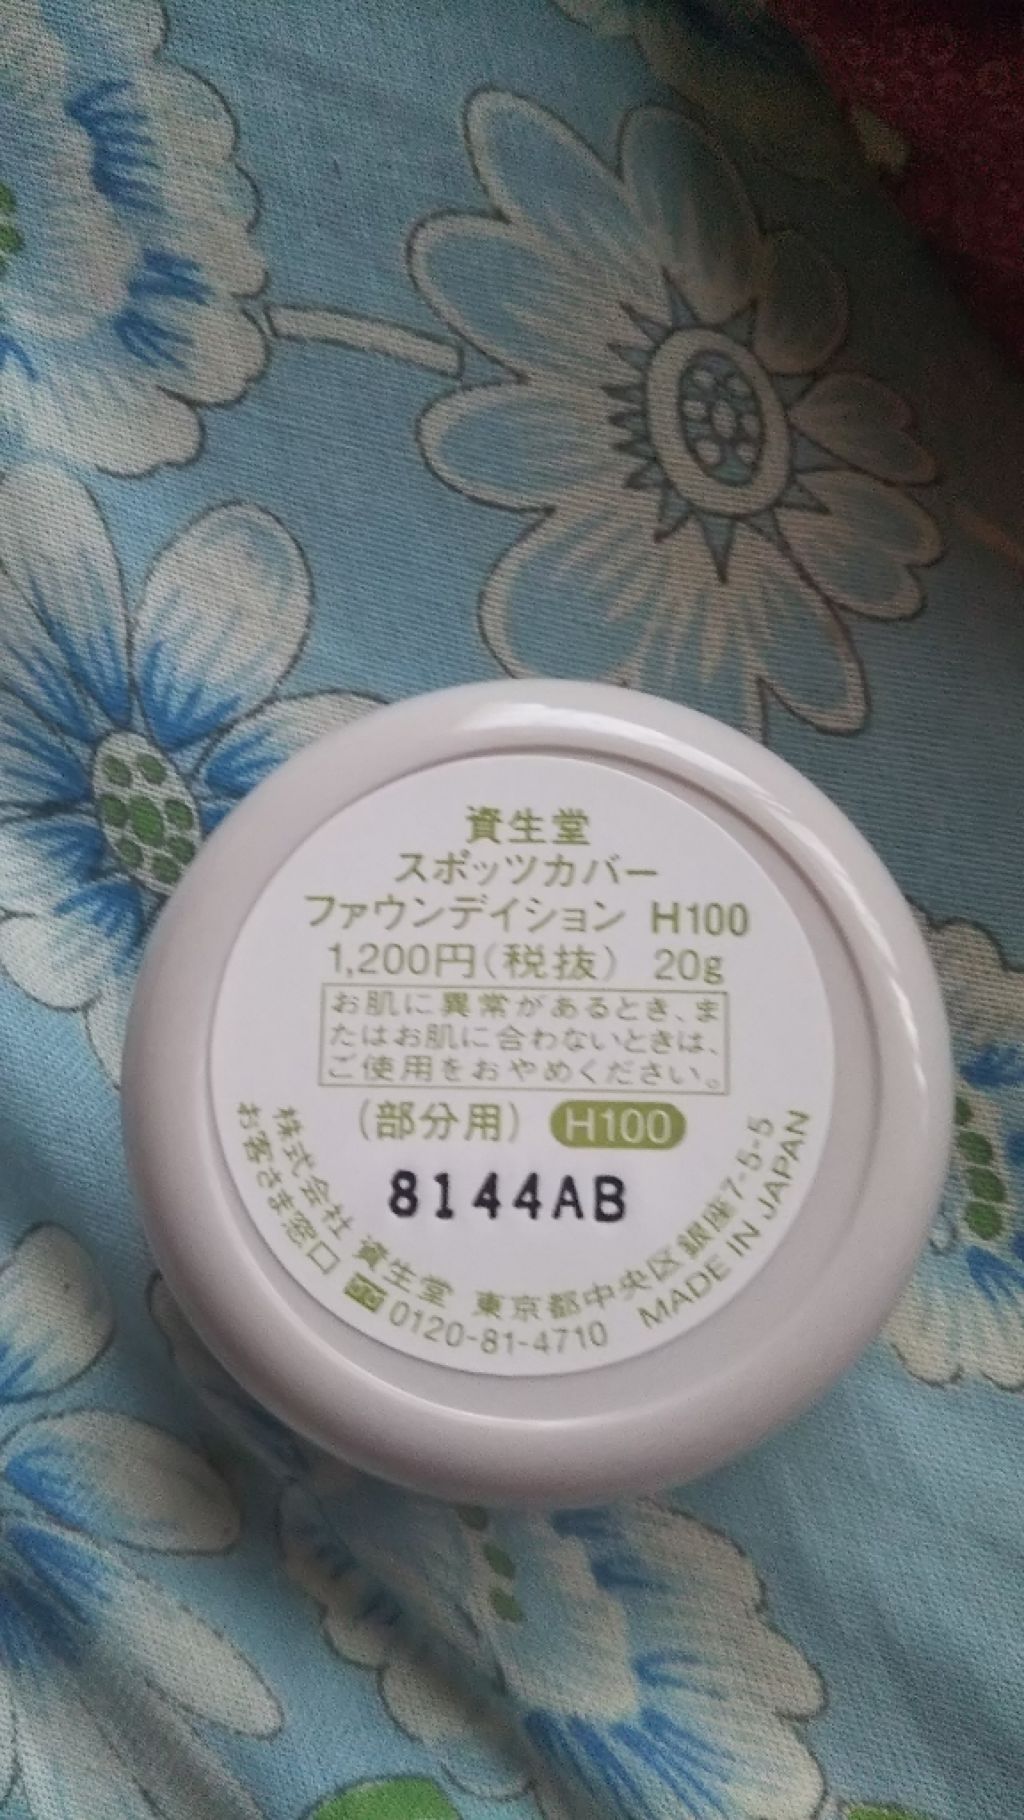 資生堂
スポッツカバー
ファウンデイション H100
1,200円(税抜) 20g
お肌に異常があるとき、ま
たはお肌に合わないときは、
ご使用をおやめください。
(部分用) H100
8144AB
株式会社 資生堂 東京都中央区銀座7-5-5
お客さま窓口 0120-81-4710 MADE IN JAPAN